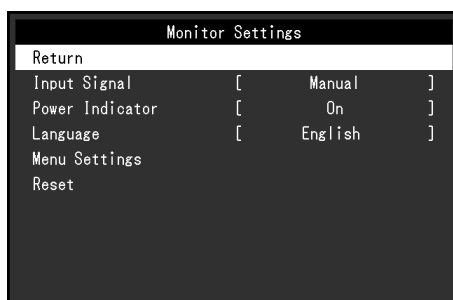 Monitor Settings
Return
Input Signal [ Manual ]
Power Indicator [ On ]
Language [ English ]
Menu Settings
Reset